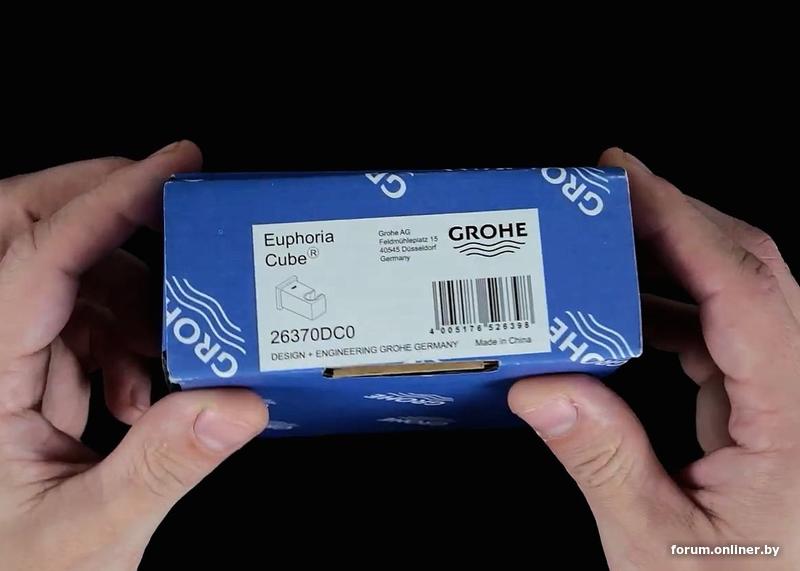 GROHE
GROHE
Euphoria
Cube®
Grohe AG
Feldmühleplatz 15
40545 Düsseldorf
Germany
GROHE
26370DC0
4 005176 526398
DESIGN + ENGINEERING GROHE GERMANY
Made in China
GROHE
GROHE
forum.onliner.by